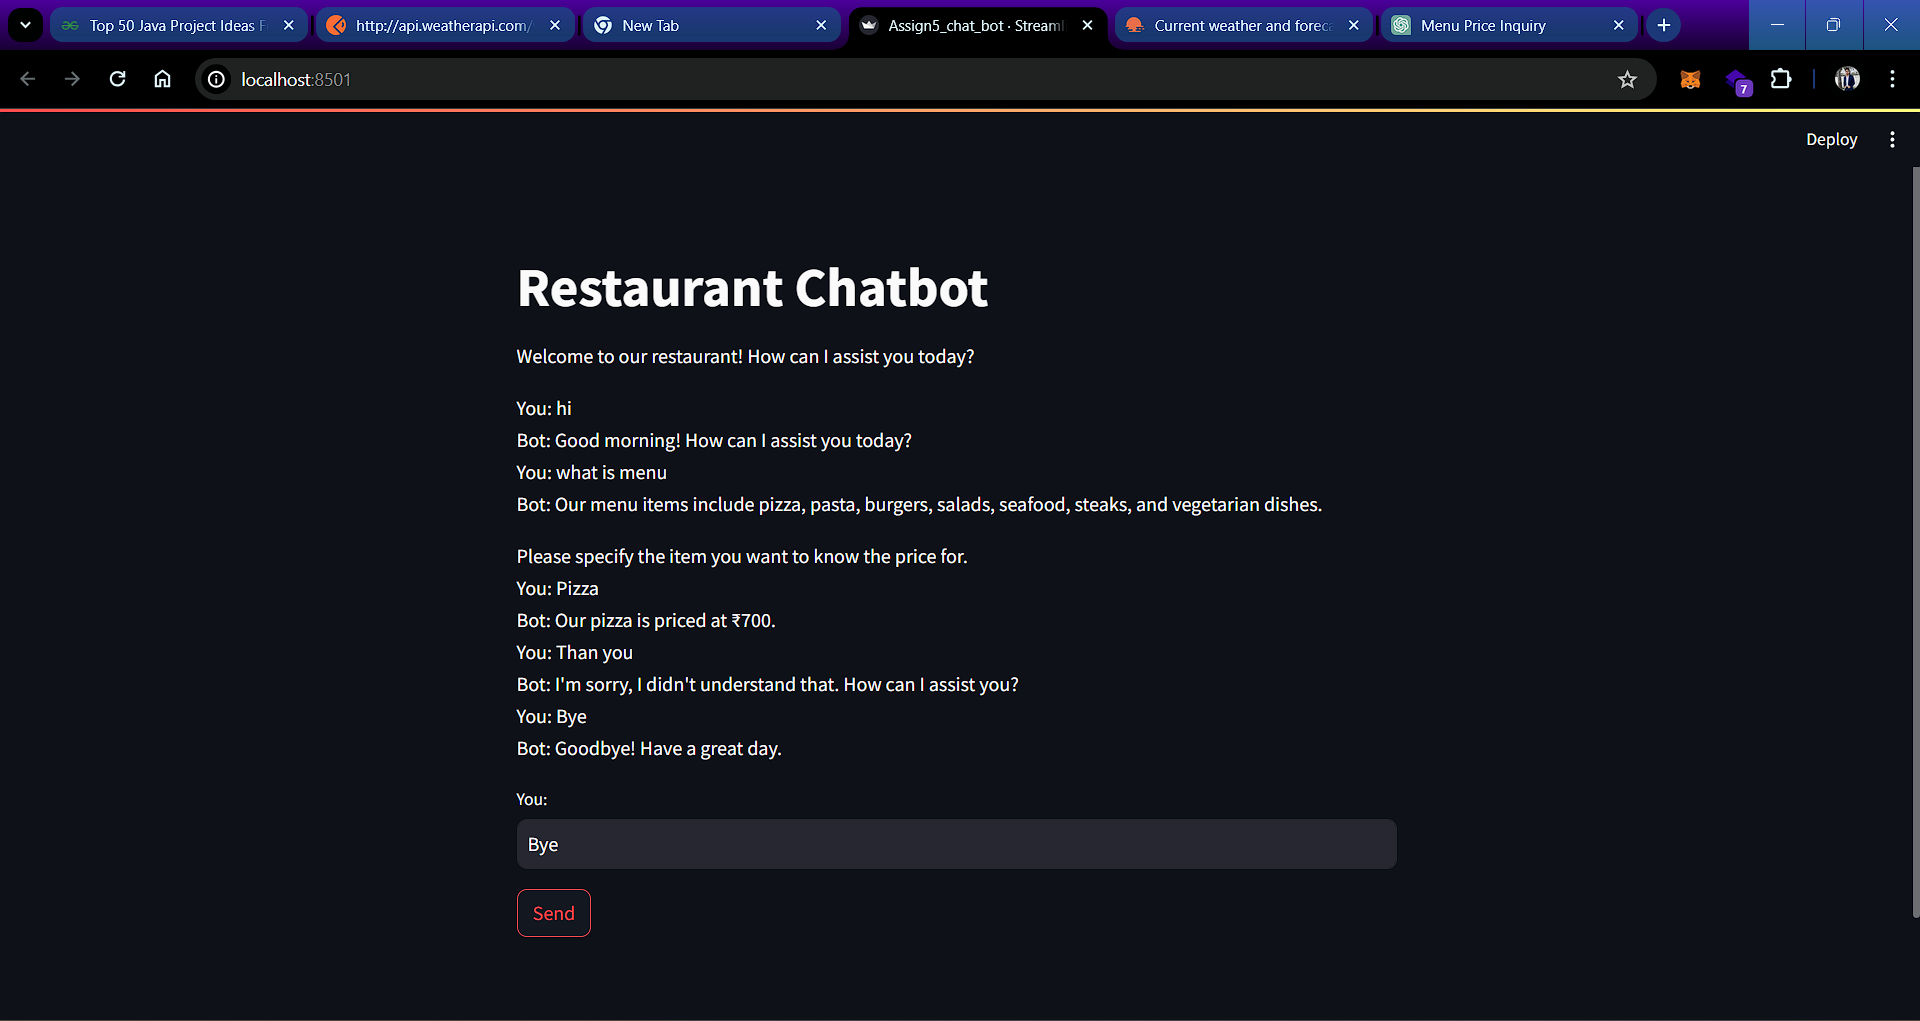 Top 50 Java Project Ideas F
http://api.weatherapi.com/
New Tab
Assign5_chat_bot · Streaml
Current weather and foreca
Menu Price Inquiry
localhost:8501
7
Deploy
Restaurant Chatbot
Welcome to our restaurant! How can I assist you today?
You: hi
Bot: Good morning! How can I assist you today?
You: what is menu
Bot: Our menu items include pizza, pasta, burgers, salads, seafood, steaks, and vegetarian dishes.
Please specify the item you want to know the price for.
You: Pizza
Bot: Our pizza is priced at ₹700.
You: Than you
Bot: I'm sorry, I didn't understand that. How can I assist you?
You: Bye
Bot: Goodbye! Have a great day.
You:
Bye
Send